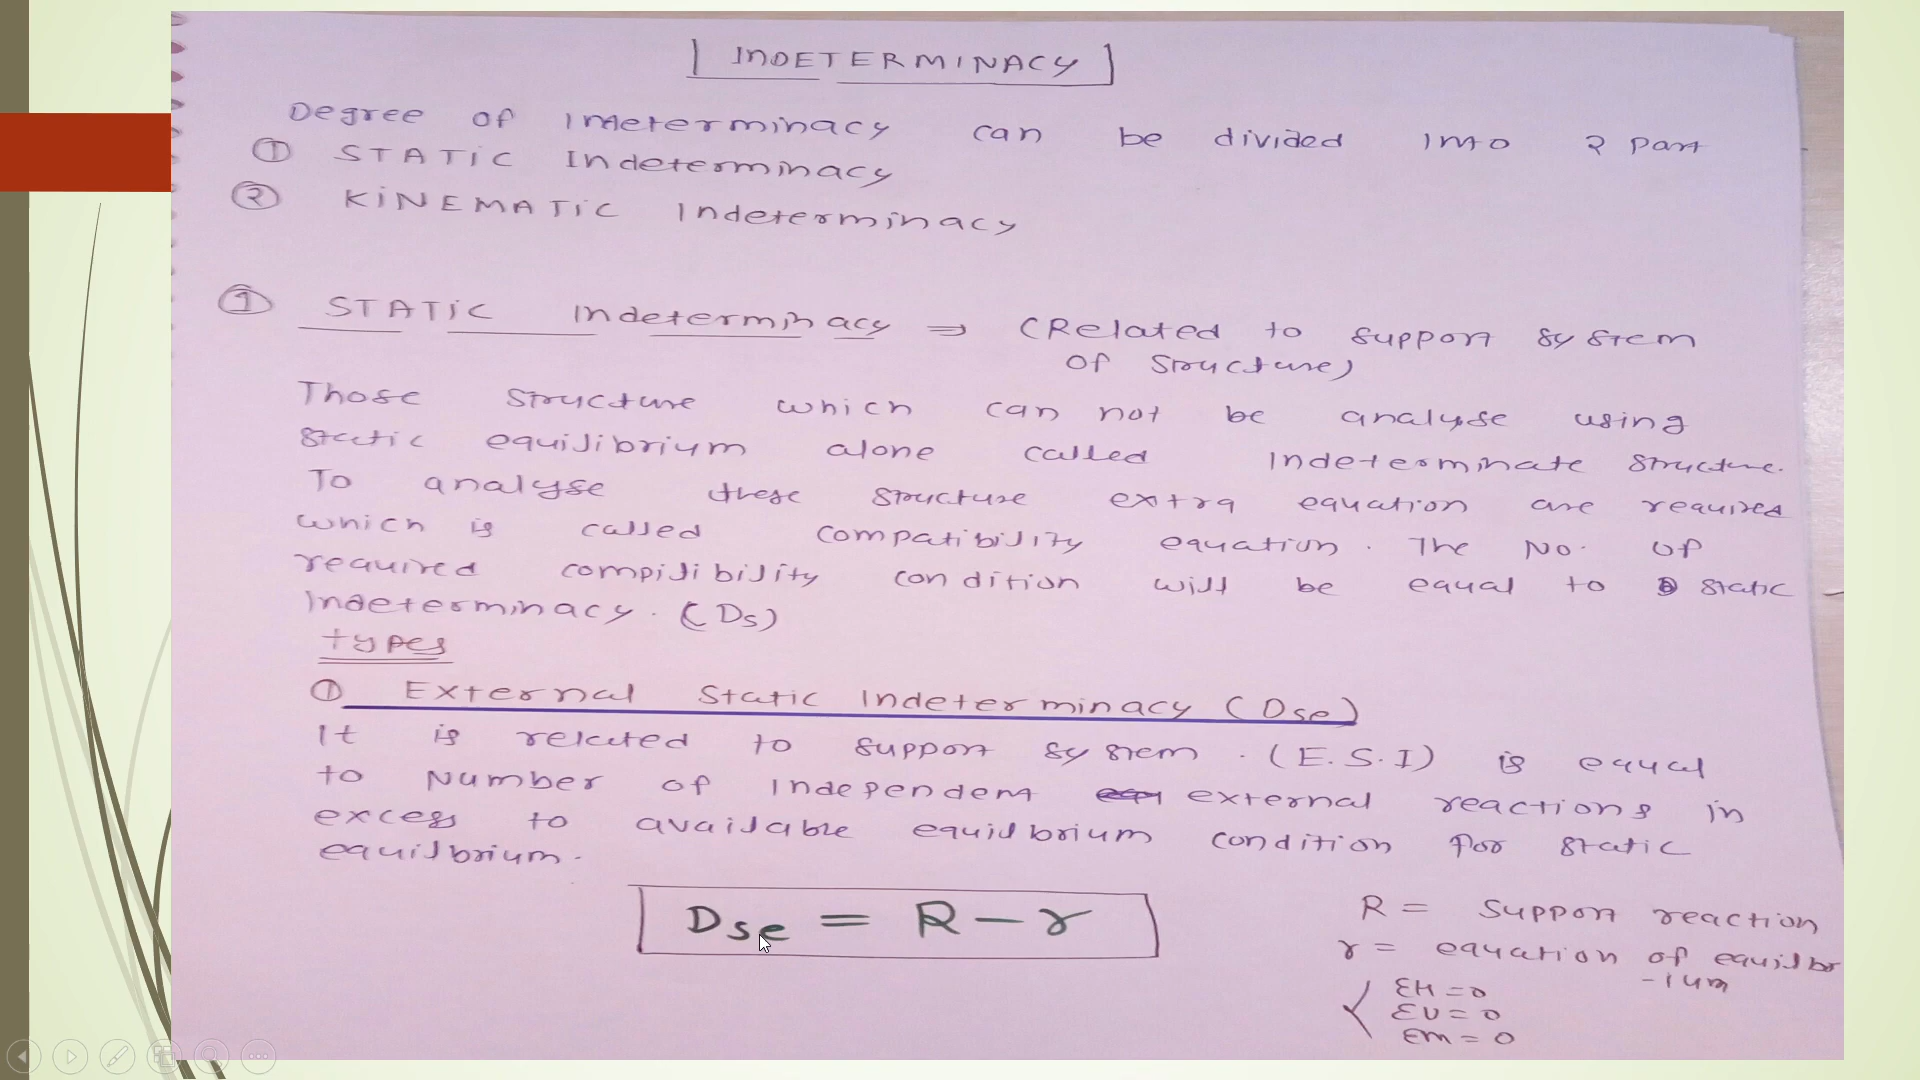 INDETERMINACY
Degree of Indeterminacy can be divided into 2 part
① STATIC Indeterminacy
② KINEMATIC Indeterminacy
① STATIC Indeterminacy ⇒ (Related to support system
of structure)
Those structure which can not be analyse using
static equilibrium alone called Indeterminate structure.
To analyse these structure extra equation are required
which is called compatibility equation. The No. of
required compilibility condition will be equal to static
Indeterminacy. (Ds)
types
① External Static Indeterminacy (Dse)
It is related to support system. (E.S.I) is equal
to Number of Independent external reactions in
excess to available equilbrium condition for static
equilbrium.
Dse = R - r
R = Support reaction
r = equation of equilbr
-ium
ΣH = 0
ΣV = 0
Σm = 0